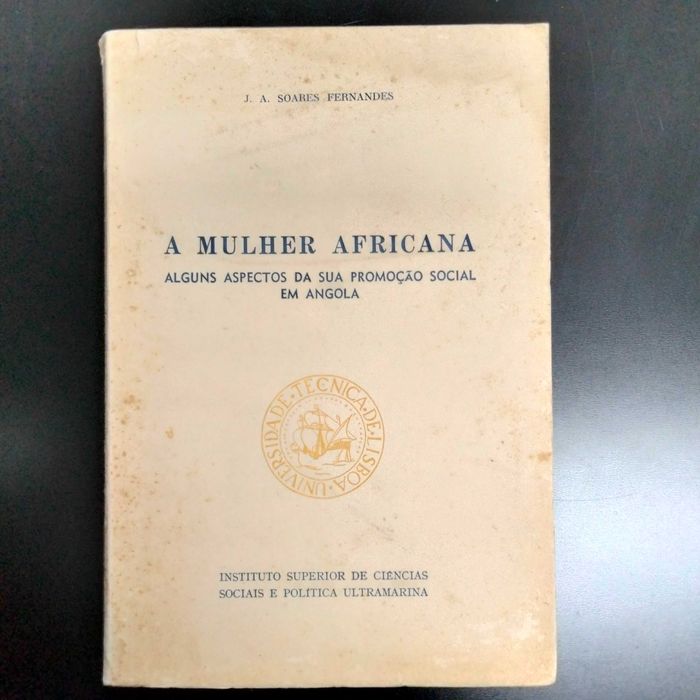 J. A. SOARES FERNANDES
A MULHER AFRICANA
ALGUNS ASPECTOS DA SUA PROMOÇÃO SOCIAL
EM ANGOLA
UNIVERSIDADE·TECNICA·DE·LISBOA·
INSTITUTO SUPERIOR DE CIÊNCIAS
SOCIAIS E POLÍTICA ULTRAMARINA